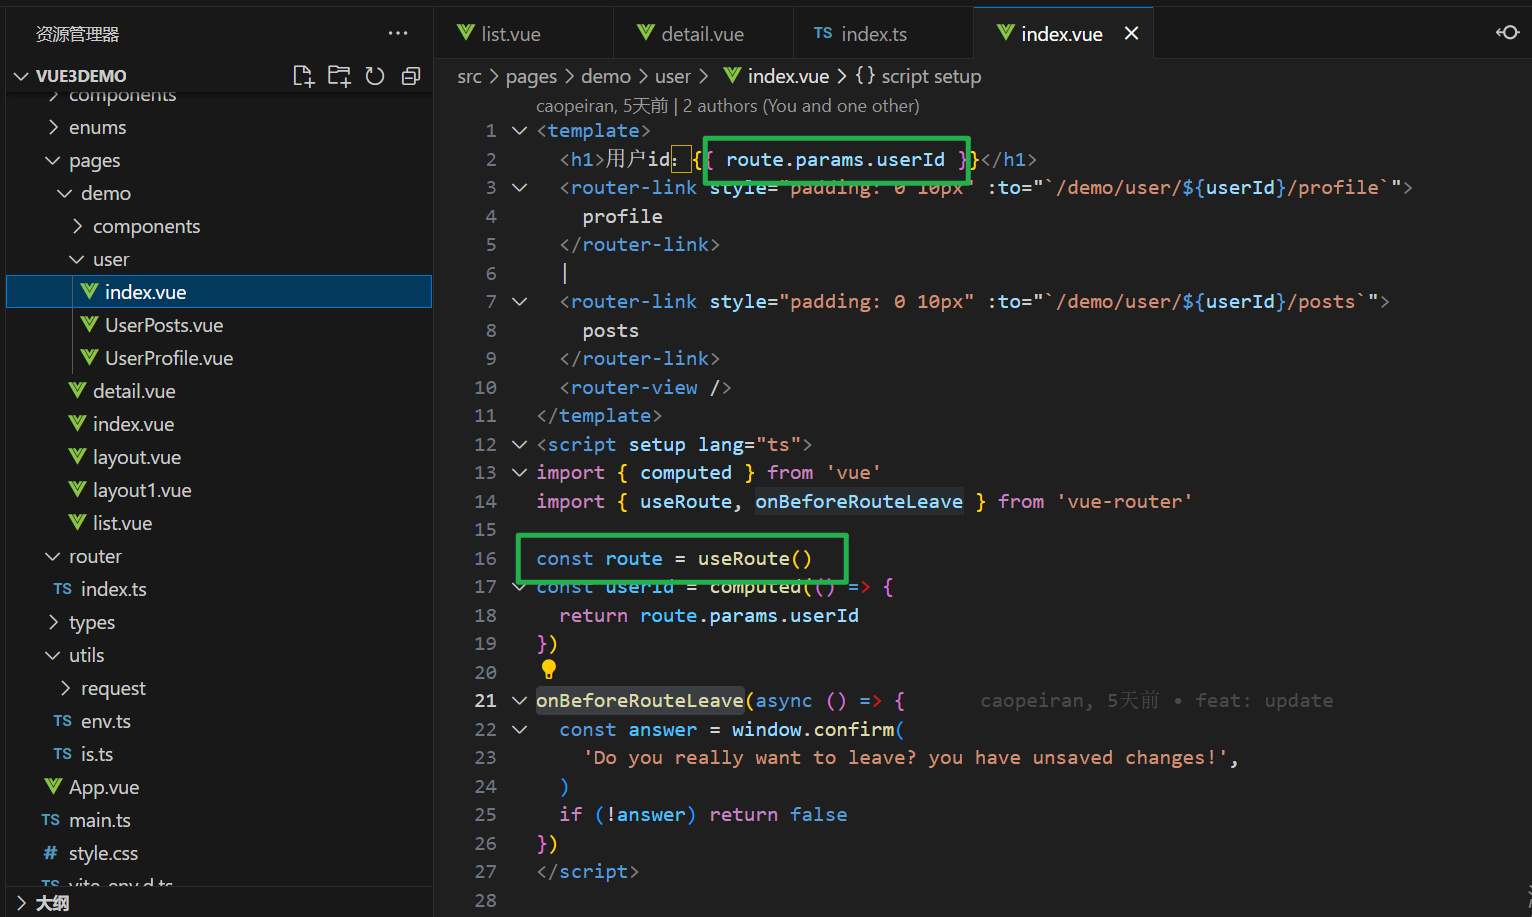 资源管理器 ···
VUE3DEMO
components
enums
pages
demo
components
user
index.vue
UserPosts.vue
UserProfile.vue
detail.vue
index.vue
layout.vue
layout1.vue
list.vue
router
TS index.ts
types
utils
request
TS env.ts
TS is.ts
App.vue
TS main.ts
# style.css
TS vite-env.d.ts
大纲
list.vue
detail.vue
TS index.ts
index.vue
src > pages > demo > user > index.vue > {} script setup
caopeiran, 5天前 | 2 authors (You and one other)
1 <template>
2 <h1>用户id：{{ route.params.userId }}</h1>
3 <router-link style="padding: 0 10px" :to="`/demo/user/${userId}/profile`">
4 profile
5 </router-link>
6 |
7 <router-link style="padding: 0 10px" :to="`/demo/user/${userId}/posts`">
8 posts
9 </router-link>
10 <router-view />
11 </template>
12 <script setup lang="ts">
13 import { computed } from 'vue'
14 import { useRoute, onBeforeRouteLeave } from 'vue-router'
15
16 const route = useRoute()
17 const userId = computed(() => {
18 return route.params.userId
19 })
20
21 onBeforeRouteLeave(async () => { caopeiran, 5天前 • feat: update
22 const answer = window.confirm(
23 'Do you really want to leave? you have unsaved changes!',
24 )
25 if (!answer) return false
26 })
27 </script>
28